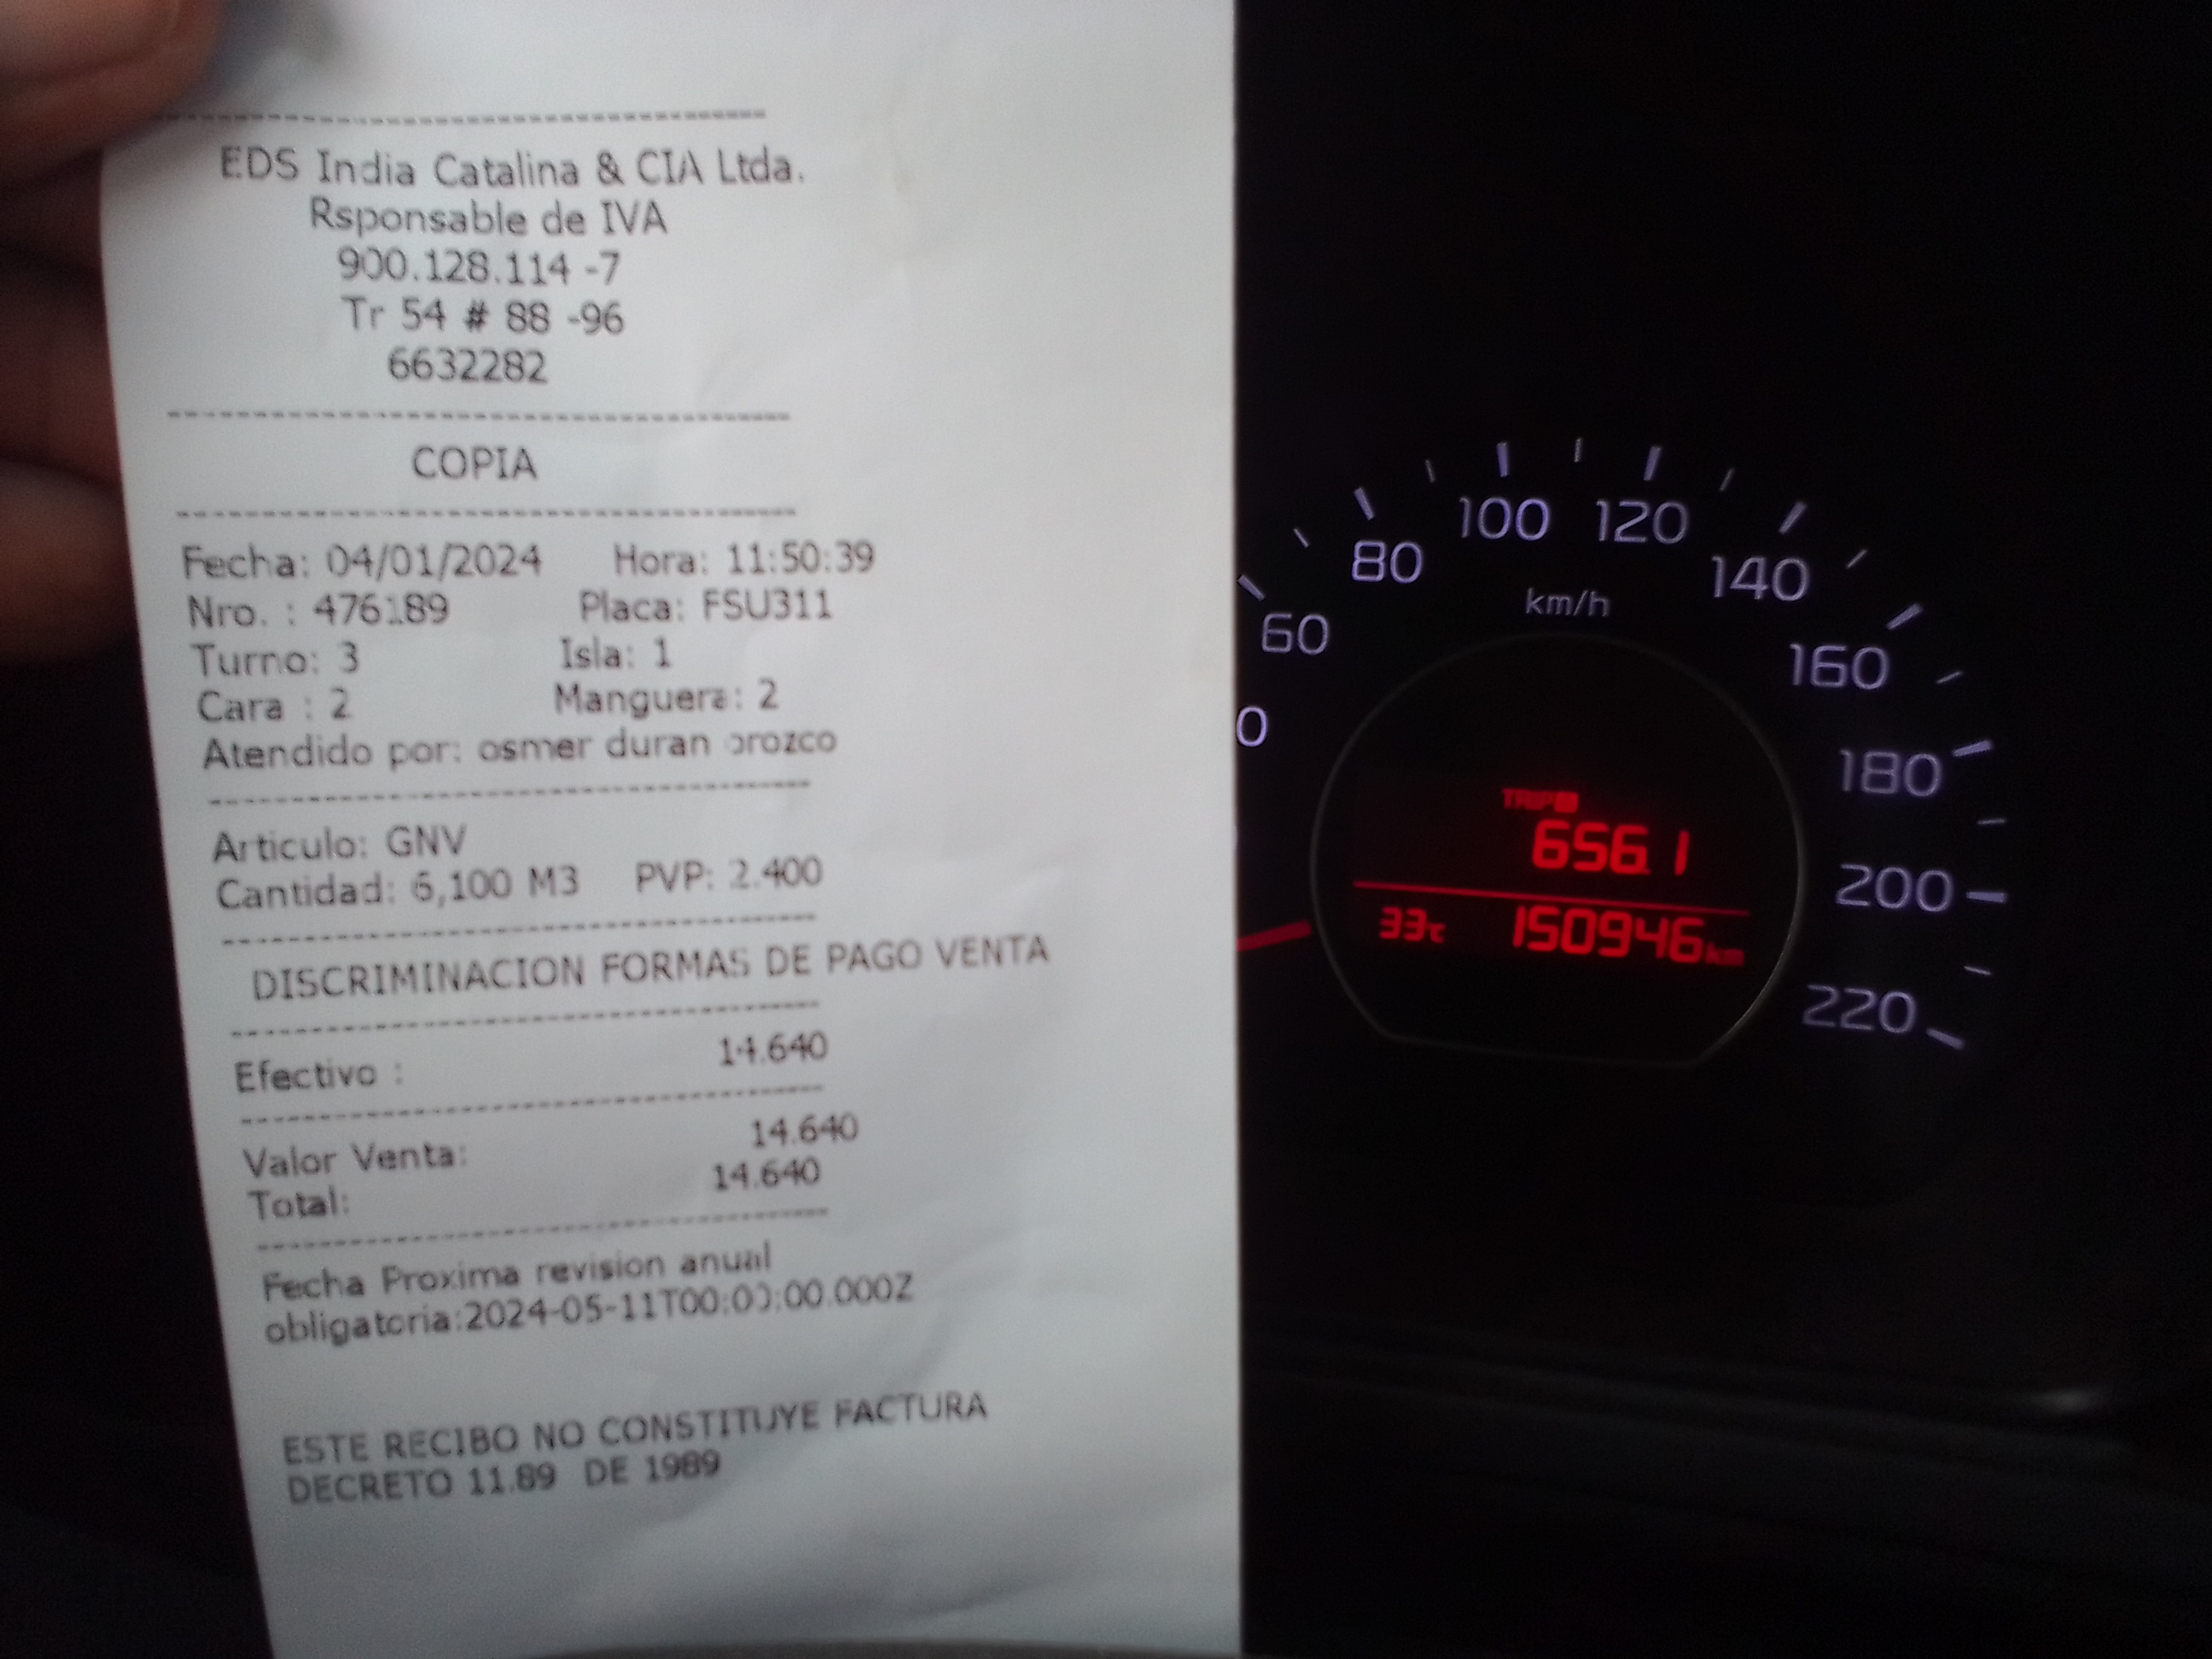 EDS India Catalina & CIA Ltda.
Rsponsable de IVA
900.128.114 -7
Tr 54 # 88 -96
6632282
COPIA
Fecha: 04/01/2024 Hora: 11:50:39
Nro. : 476189 Placa: FSU311
Turno: 3 Isla: 1
Cara : 2 Manguera: 2
Atendido por: osmer duran orozco
Articulo: GNV
Cantidad: 6,100 M3 PVP: 2.400
DISCRIMINACION FORMAS DE PAGO VENTA
Efectivo : 14.640
Valor Venta: 14.640
Total: 14.640
Fecha Proxima revision anual
obligatoria:2024-05-11T00:00:00.000Z
ESTE RECIBO NO CONSTITUYE FACTURA
DECRETO 11.89 DE 1989
0
60
80
100
120
140
160
180
200
220
km/h
TRIP
656.1
33°C 150946 km